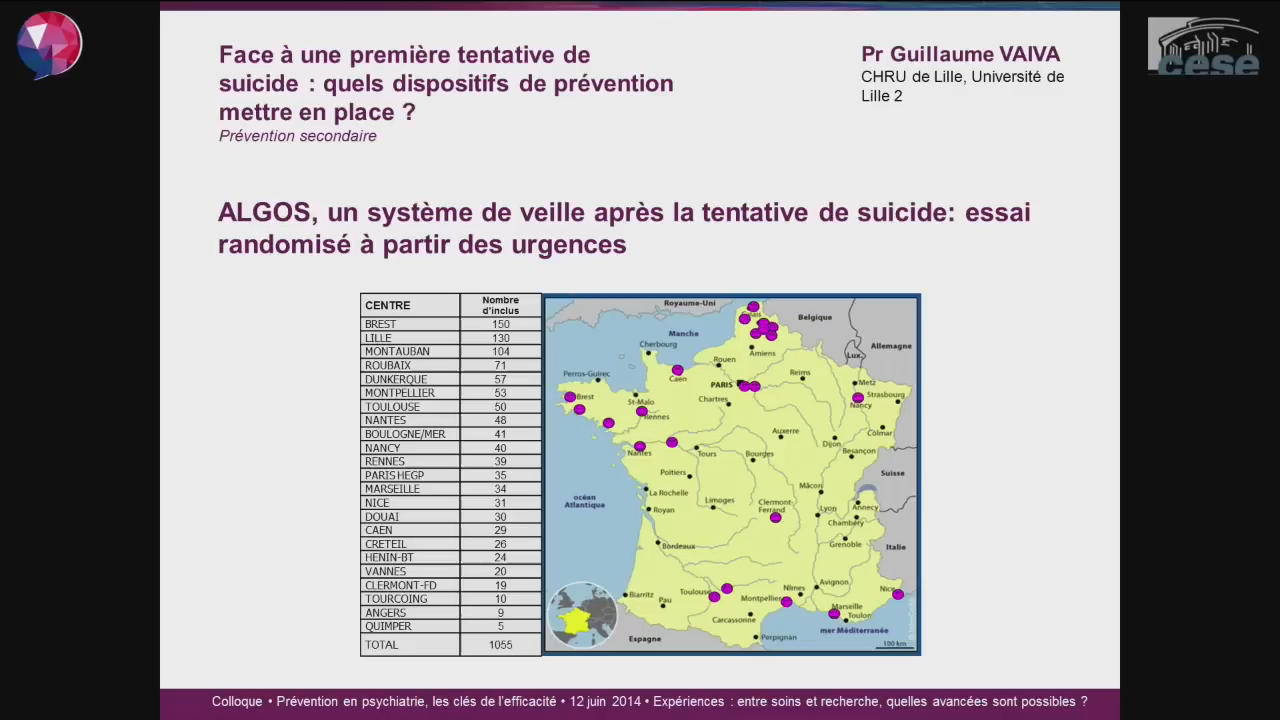 Face à une première tentative de
suicide : quels dispositifs de prévention
mettre en place ?
Prévention secondaire
Pr Guillaume VAIVA
CHRU de Lille, Université de
Lille 2
cese
ALGOS, un système de veille après la tentative de suicide: essai
randomisé à partir des urgences
CENTRE Nombre d'inclus
BREST 150
LILLE 130
MONTAUBAN 104
ROUBAIX 71
DUNKERQUE 57
MONTPELLIER 53
TOULOUSE 50
NANTES 48
BOULOGNE/MER 41
NANCY 40
RENNES 39
PARIS HEGP 35
MARSEILLE 34
NICE 31
DOUAI 30
CAEN 29
CRETEIL 26
HENIN-BT 24
VANNES 20
CLERMONT-FD 19
TOURCOING 10
ANGERS 9
QUIMPER 5
TOTAL 1055
Royaume-Uni
Belgique
Manche
Allemagne
Cherbourg
Amiens
Lux.
Rouen
Perros-Guirec
Caen
Reims
PARIS
Metz
Brest
St-Malo
Chartres
Strasbourg
Nancy
Rennes
Auxerre
Colmar
Dijon
Nantes
Tours
Bourges
Besançon
Poitiers
Suisse
Mâcon
La Rochelle
océan
Atlantique
Limoges
Clermont-
Ferrand
Royan
Lyon
Annecy
Chambéry
Bordeaux
Grenoble
Italie
Avignon
Nîmes
Nice
Toulouse
Biarritz
Pau
Montpellier
Marseille
Toulon
Carcassonne
mer Méditerranée
Espagne
Perpignan
100 km
Colloque • Prévention en psychiatrie, les clés de l'efficacité • 12 juin 2014 • Expériences : entre soins et recherche, quelles avancées sont possibles ?